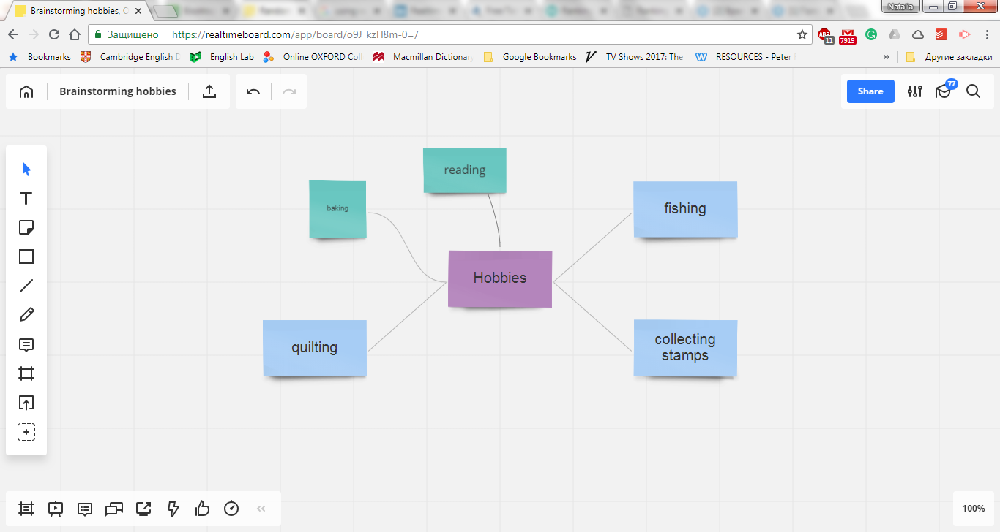 Brainstorming hobbies, O
Natalia
Защищено
https://realtimeboard.com/app/board/o9J_kzH8m-0=/
ABP
11
7919
Bookmarks
Cambridge English D
English Lab
Online OXFORD Coll
Macmillan Dictionary
Google Bookmarks
TV Shows 2017: The
RESOURCES - Peter
»
Другие закладки
Brainstorming hobbies
Share
77
reading
baking
fishing
Hobbies
quilting
collecting
stamps
100%